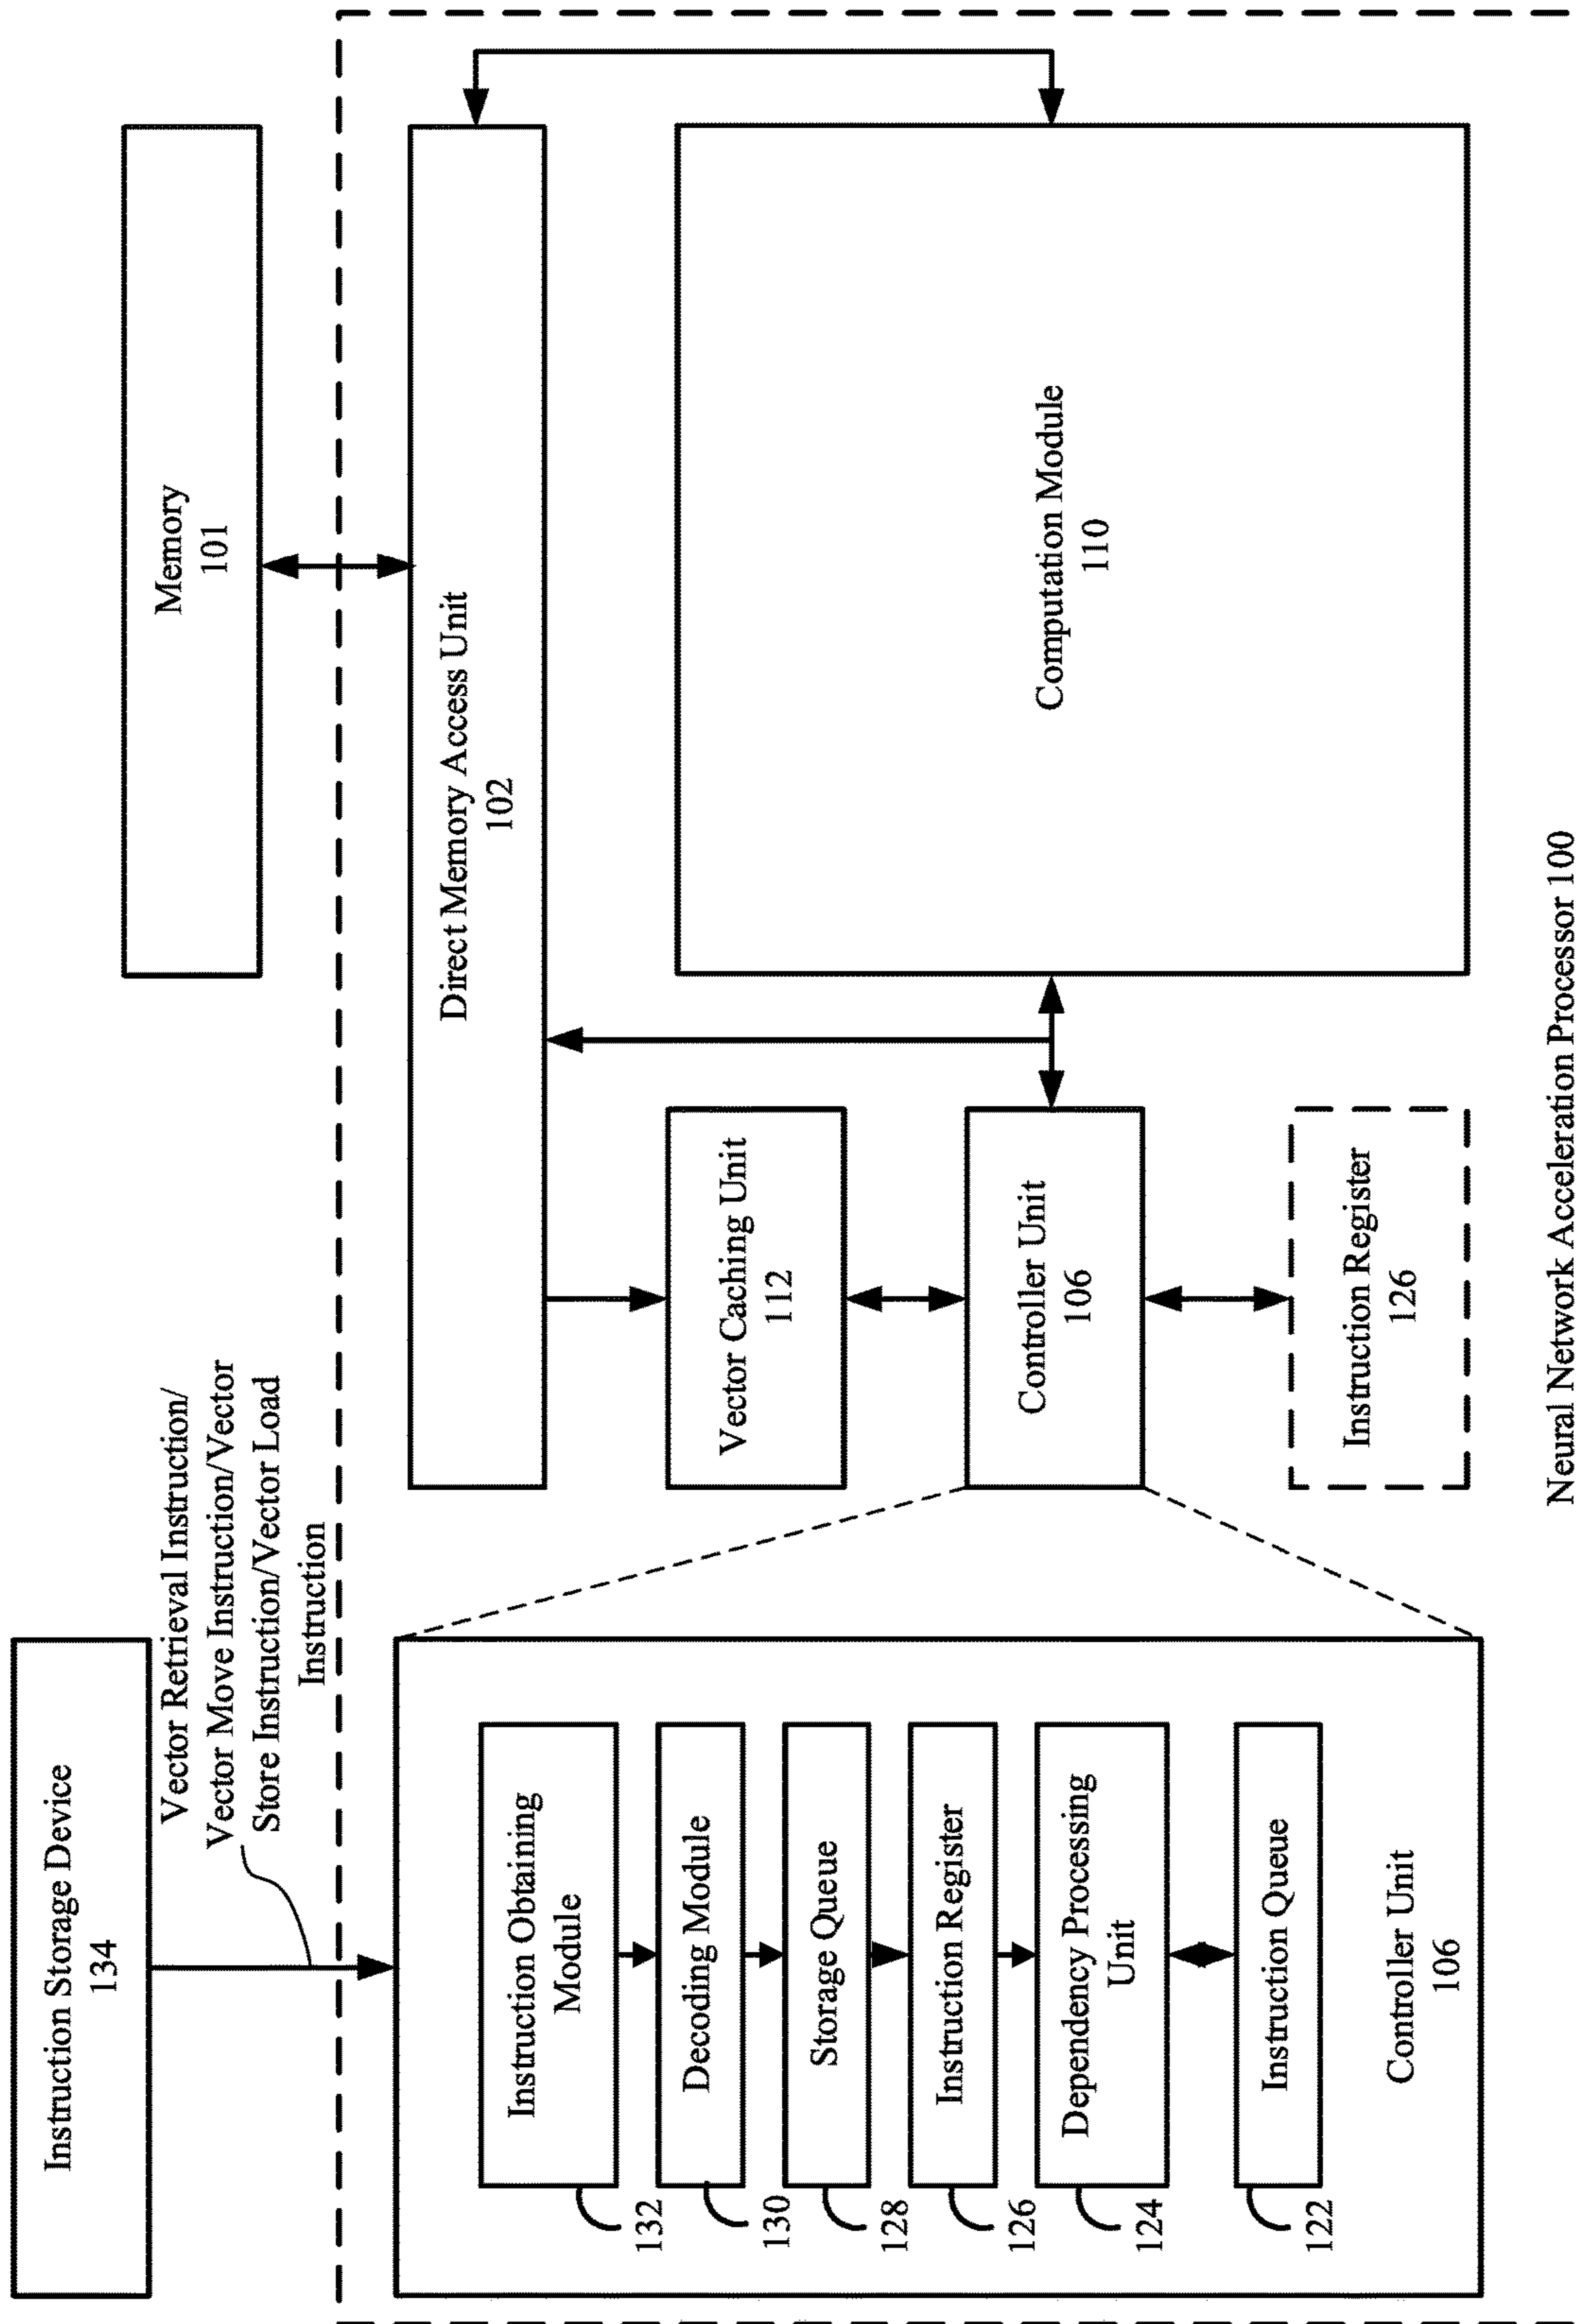 Instruction Storage Device
134
Vector Retrieval Instruction/
Vector Move Instruction/Vector
Store Instruction/Vector Load
Instruction
Memory
101
Direct Memory Access Unit
102
Instruction Obtaining
Module
132
Decoding Module
130
Storage Queue
128
Instruction Register
126
Dependency Processing
Unit
124
Instruction Queue
122
Controller Unit
106
Vector Caching Unit
112
Controller Unit
106
Instruction Register
126
Computation Module
110
Neural Network Acceleration Processor 100